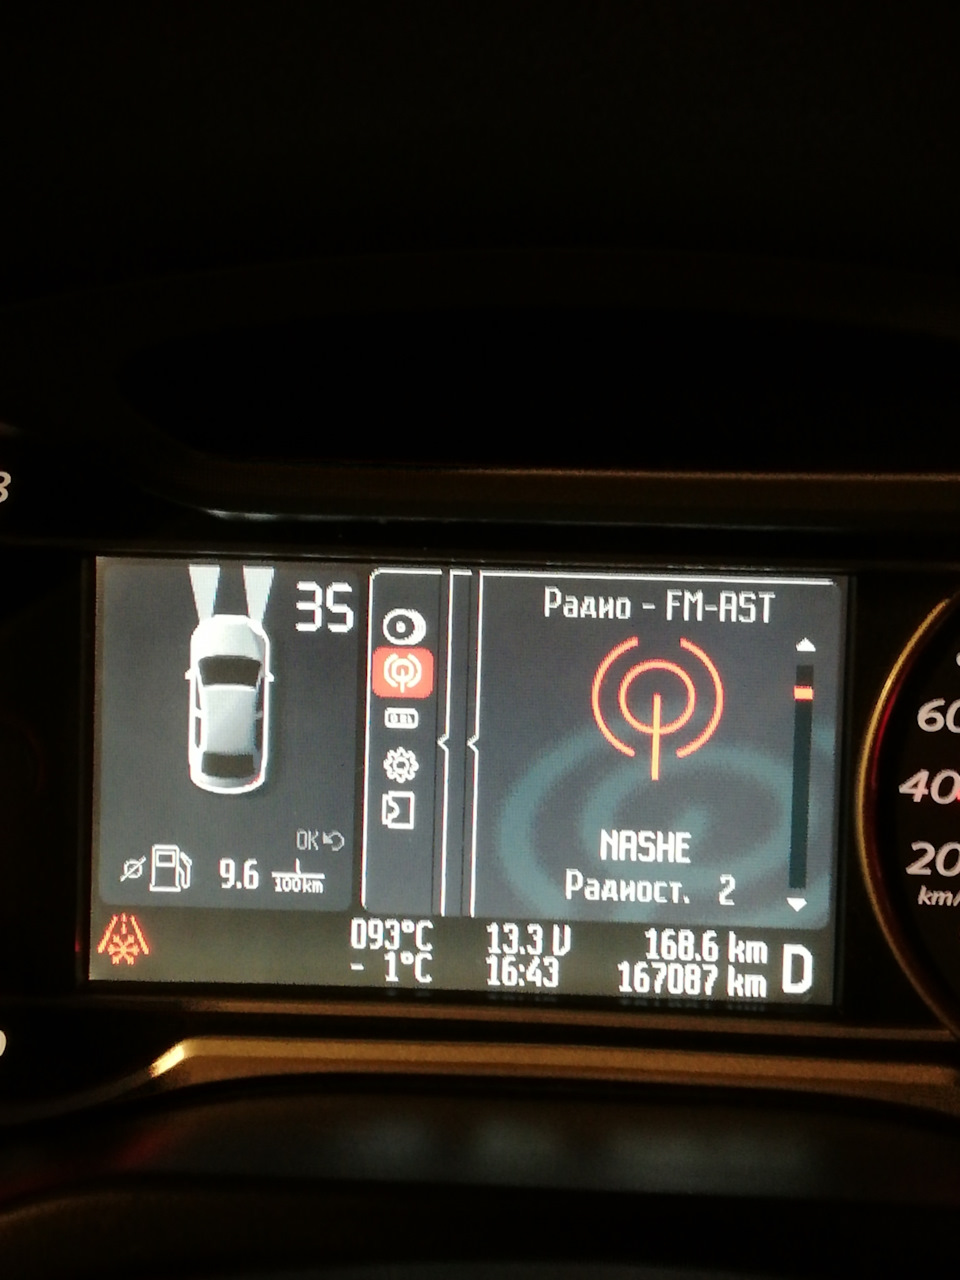 35
Радио - FM-AST
NASHE
Радиост. 2
OK
9.6 L
100km
093°C
13.3 V
168.6 km
D
- 1°C
16:43
167087 km
8
60
40
20
km/